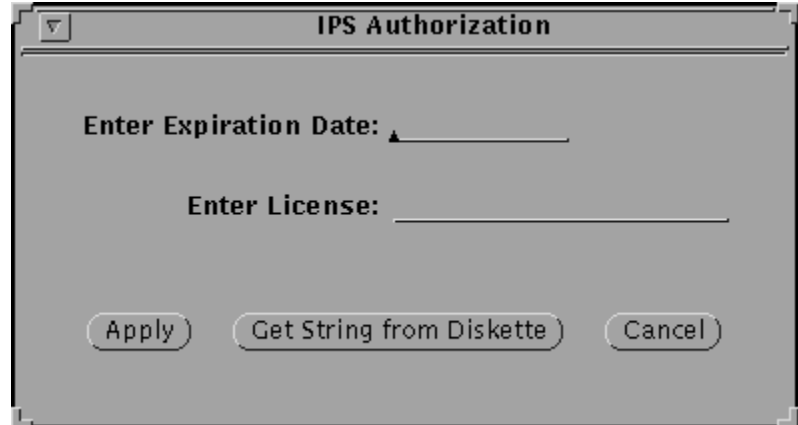 IPS Authorization
Enter Expiration Date:
Enter License:
Apply Get String from Diskette Cancel